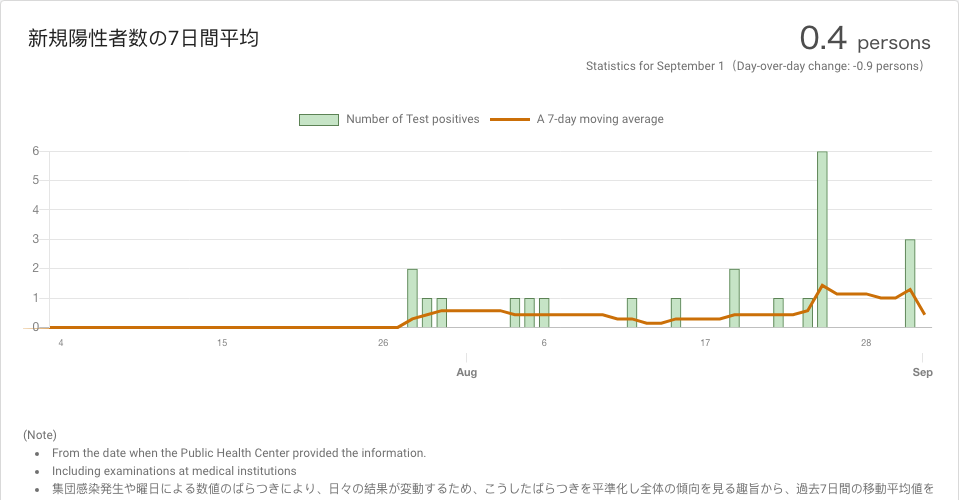 新規陽性者数の7日間平均
0.4 persons
Statistics for September 1（Day-over-day change: -0.9 persons）
Number of Test positives
A 7-day moving average
6
5
4
3
2
1
0
4 15 26 6 17 28
Aug Sep
(Note)
• From the date when the Public Health Center provided the information.
• Including examinations at medical institutions
• 集団感染発生や曜日による数値のばらつきにより、日々の結果が変動するため、こうしたばらつきを平準化し全体の傾向を見る趣旨から、過去7日間の移動平均値を